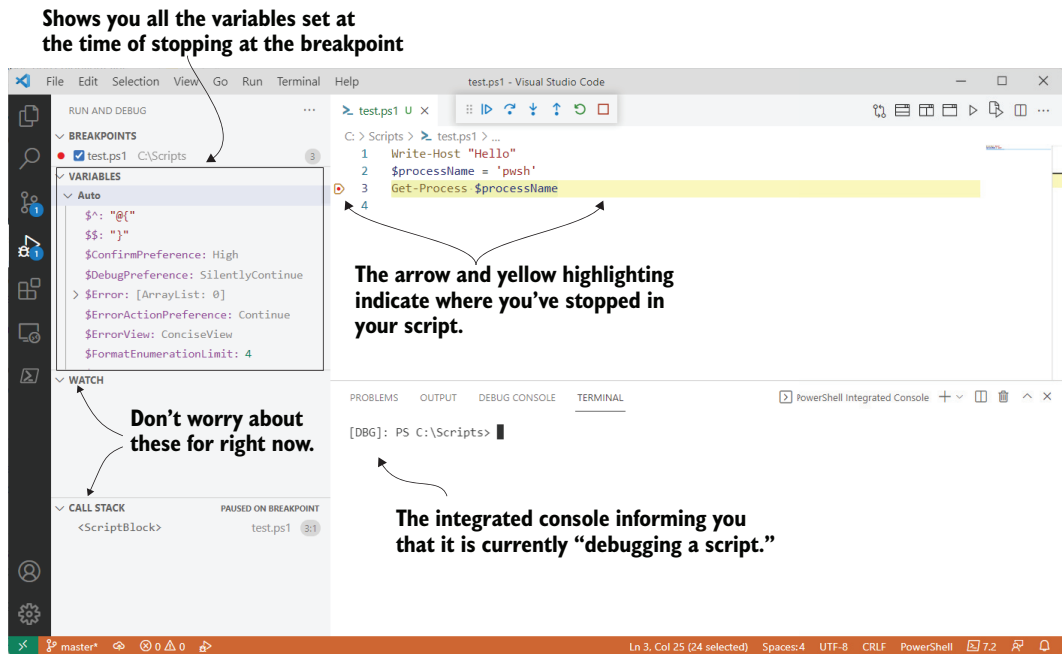 Shows you all the variables set at
the time of stopping at the breakpoint
File Edit Selection View Go Run Terminal Help
test.ps1 - Visual Studio Code
RUN AND DEBUG
BREAKPOINTS
test.ps1 C:\Scripts 3
VARIABLES
Auto
$^: "@{"
$$: "}"
$ConfirmPreference: High
$DebugPreference: SilentlyContinue
$Error: [ArrayList: 0]
$ErrorActionPreference: Continue
$ErrorView: ConciseView
$FormatEnumerationLimit: 4
WATCH
Don't worry about
these for right now.
CALL STACK PAUSED ON BREAKPOINT
<ScriptBlock> test.ps1 3:1
1
1
test.ps1 U
C: > Scripts > test.ps1 > ...
1 Write-Host "Hello"
2 $processName = 'pwsh'
3 Get-Process $processName
4
The arrow and yellow highlighting
indicate where you've stopped in
your script.
PROBLEMS OUTPUT DEBUG CONSOLE TERMINAL
PowerShell Integrated Console
[DBG]: PS C:\Scripts>
The integrated console informing you
that it is currently “debugging a script.”
master* 0 0
Ln 3, Col 25 (24 selected) Spaces:4 UTF-8 CRLF PowerShell 7.2